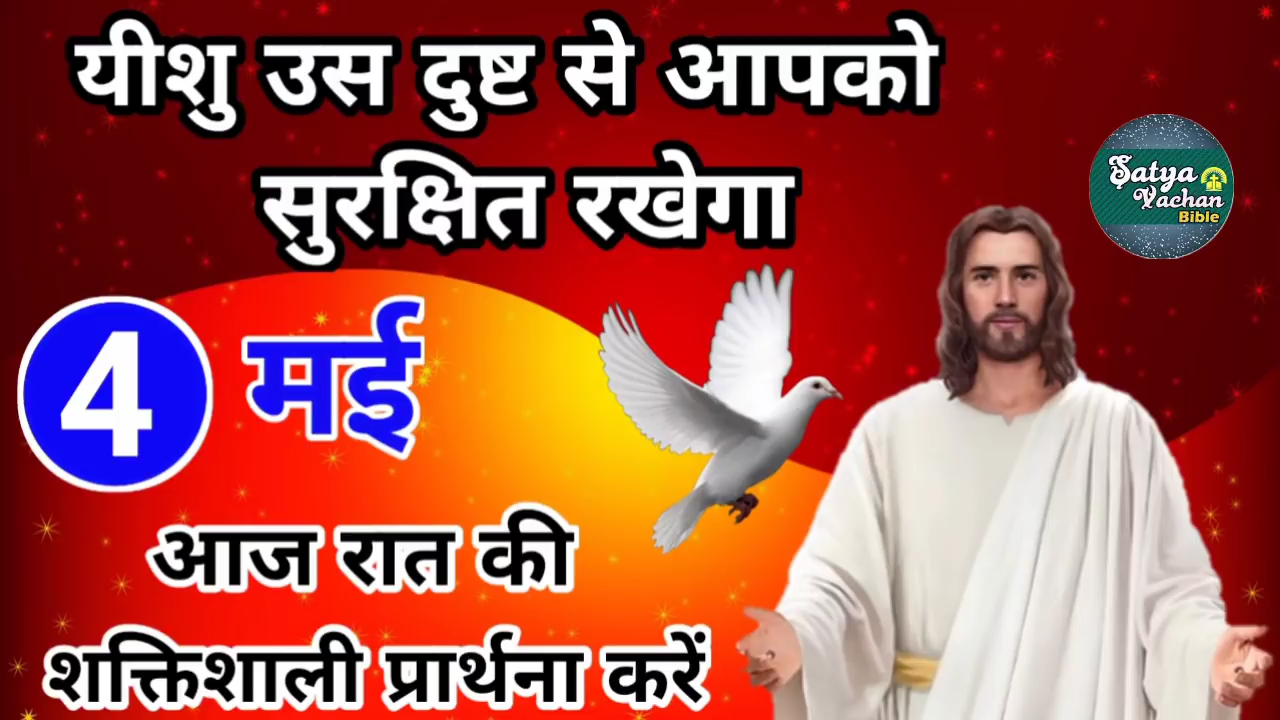 यीशु उस दुष्ट से आपको
सुरक्षित रखेगा
Satya
Vachan
Bible
4 मई
आज रात की
शक्तिशाली प्रार्थना करें